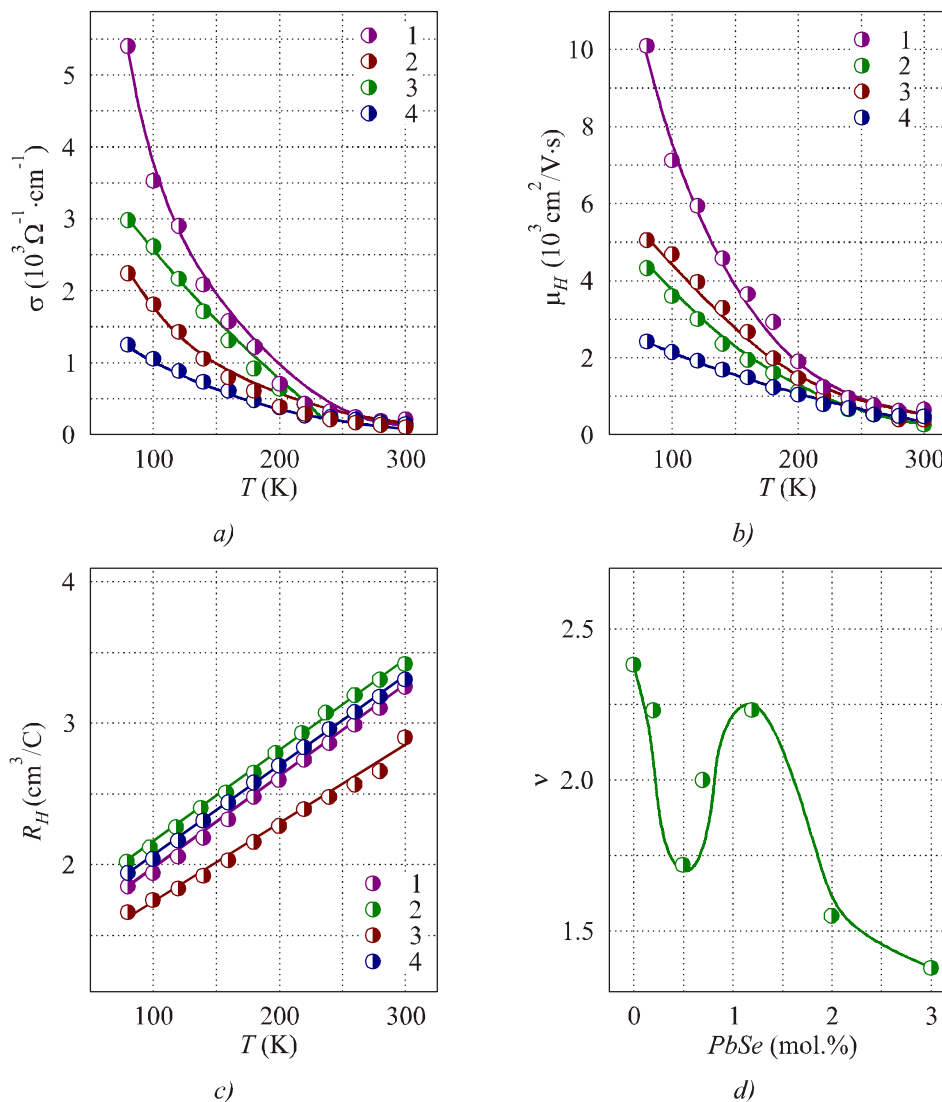 5
4
3
2
1
0
σ (10³ Ω⁻¹ · cm⁻¹)
1
2
3
4
100 200 300
T (K)
a)
10
8
6
4
2
0
μH (10³ cm²/V·s)
1
2
3
4
100 200 300
T (K)
b)
4
3
2
RH (cm³/C)
1
2
3
4
100 200 300
T (K)
c)
2.5
2.0
1.5
ν
0 1 2 3
PbSe (mol.%)
d)